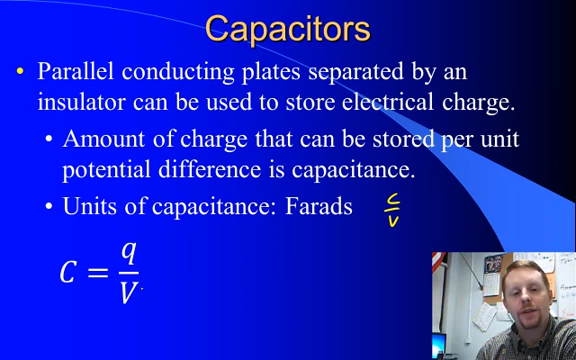 Capacitors
• Parallel conducting plates separated by an
insulator can be used to store electrical charge.
• Amount of charge that can be stored per unit
potential difference is capacitance.
• Units of capacitance: Farads C/V
C = q/V